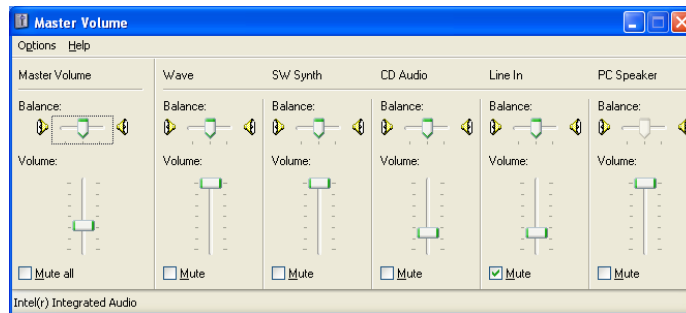 Master Volume
Options Help
Master Volume Wave SW Synth CD Audio Line In PC Speaker
Balance: Balance: Balance: Balance: Balance: Balance:
Volume: Volume: Volume: Volume: Volume: Volume:
Mute all Mute Mute Mute Mute Mute
Intel(r) Integrated Audio